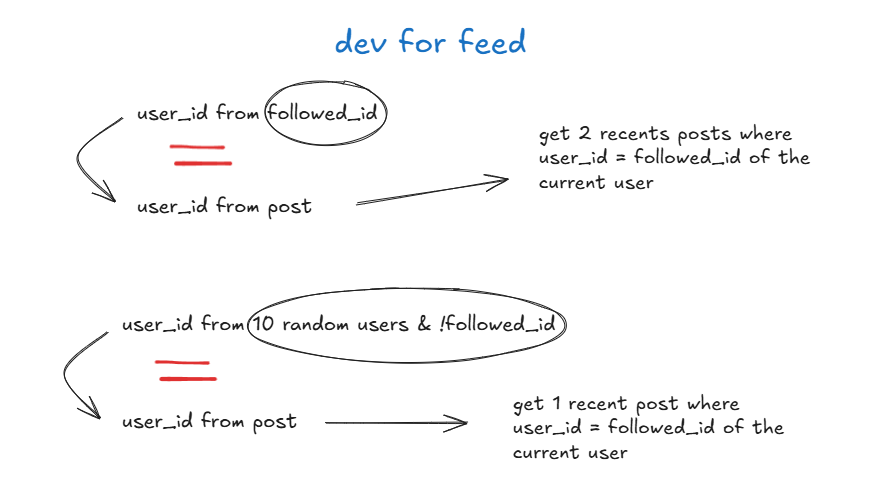 dev for feed
user_id from followed_id
get 2 recents posts where
user_id = followed_id of the
current user
user_id from post
user_id from 10 random users & !followed_id
user_id from post
get 1 recent post where
user_id = followed_id of the
current user